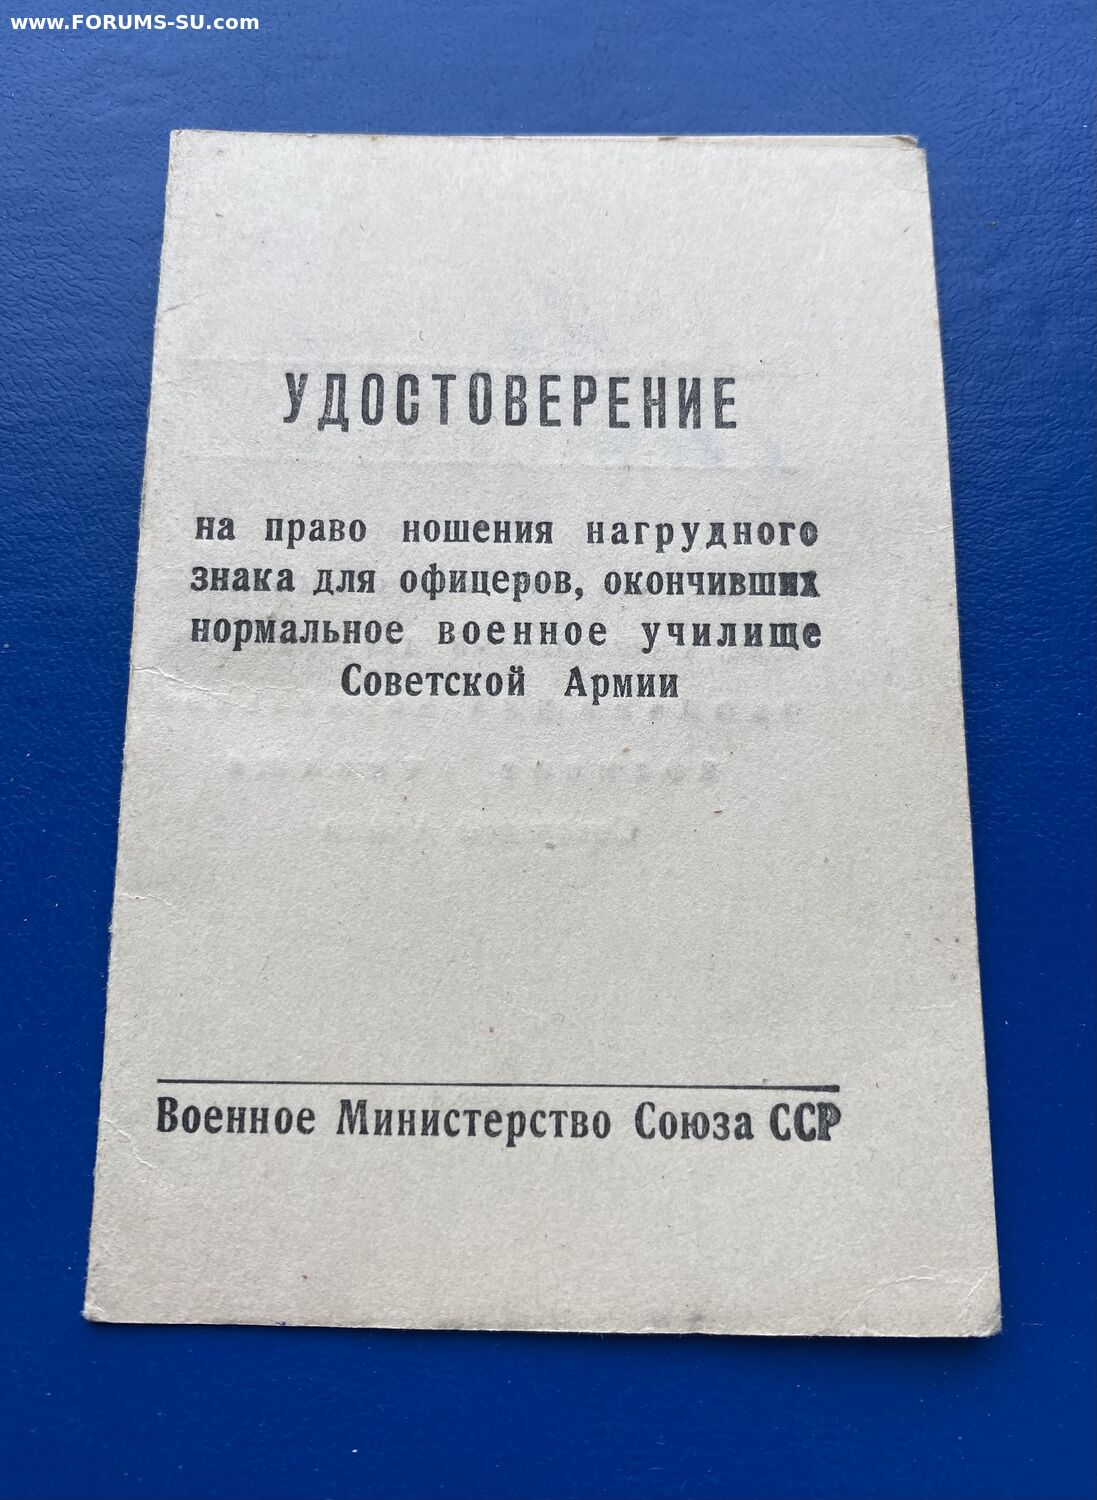 www.FORUMS-SU.com
УДОСТОВЕРЕНИЕ
на право ношения нагрудного
знака для офицеров, окончивших
нормальное военное училище
Советской Армии
Военное Министерство Союза ССР